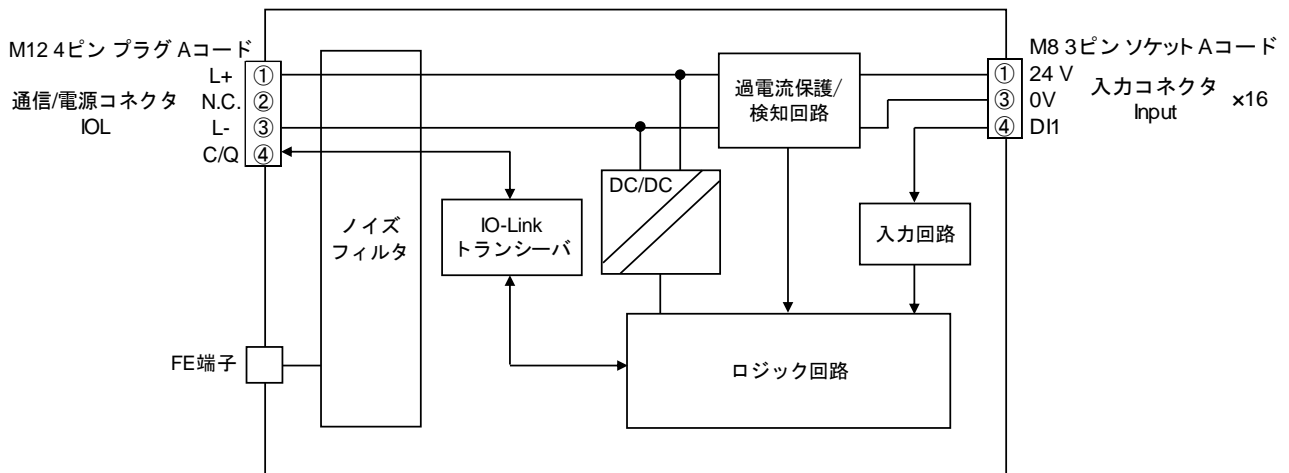 M12 4ピン プラグ Aコード
通信/電源コネクタ
IOL
L+
N.C.
L-
C/Q
①
②
③
④
FE端子
ノイズ
フィルタ
IO-Link
トランシーバ
DC/DC
過電流保護/
検知回路
入力回路
ロジック回路
M8 3ピン ソケット Aコード
①
③
④
24 V
0V
DI1
入力コネクタ
Input
×16